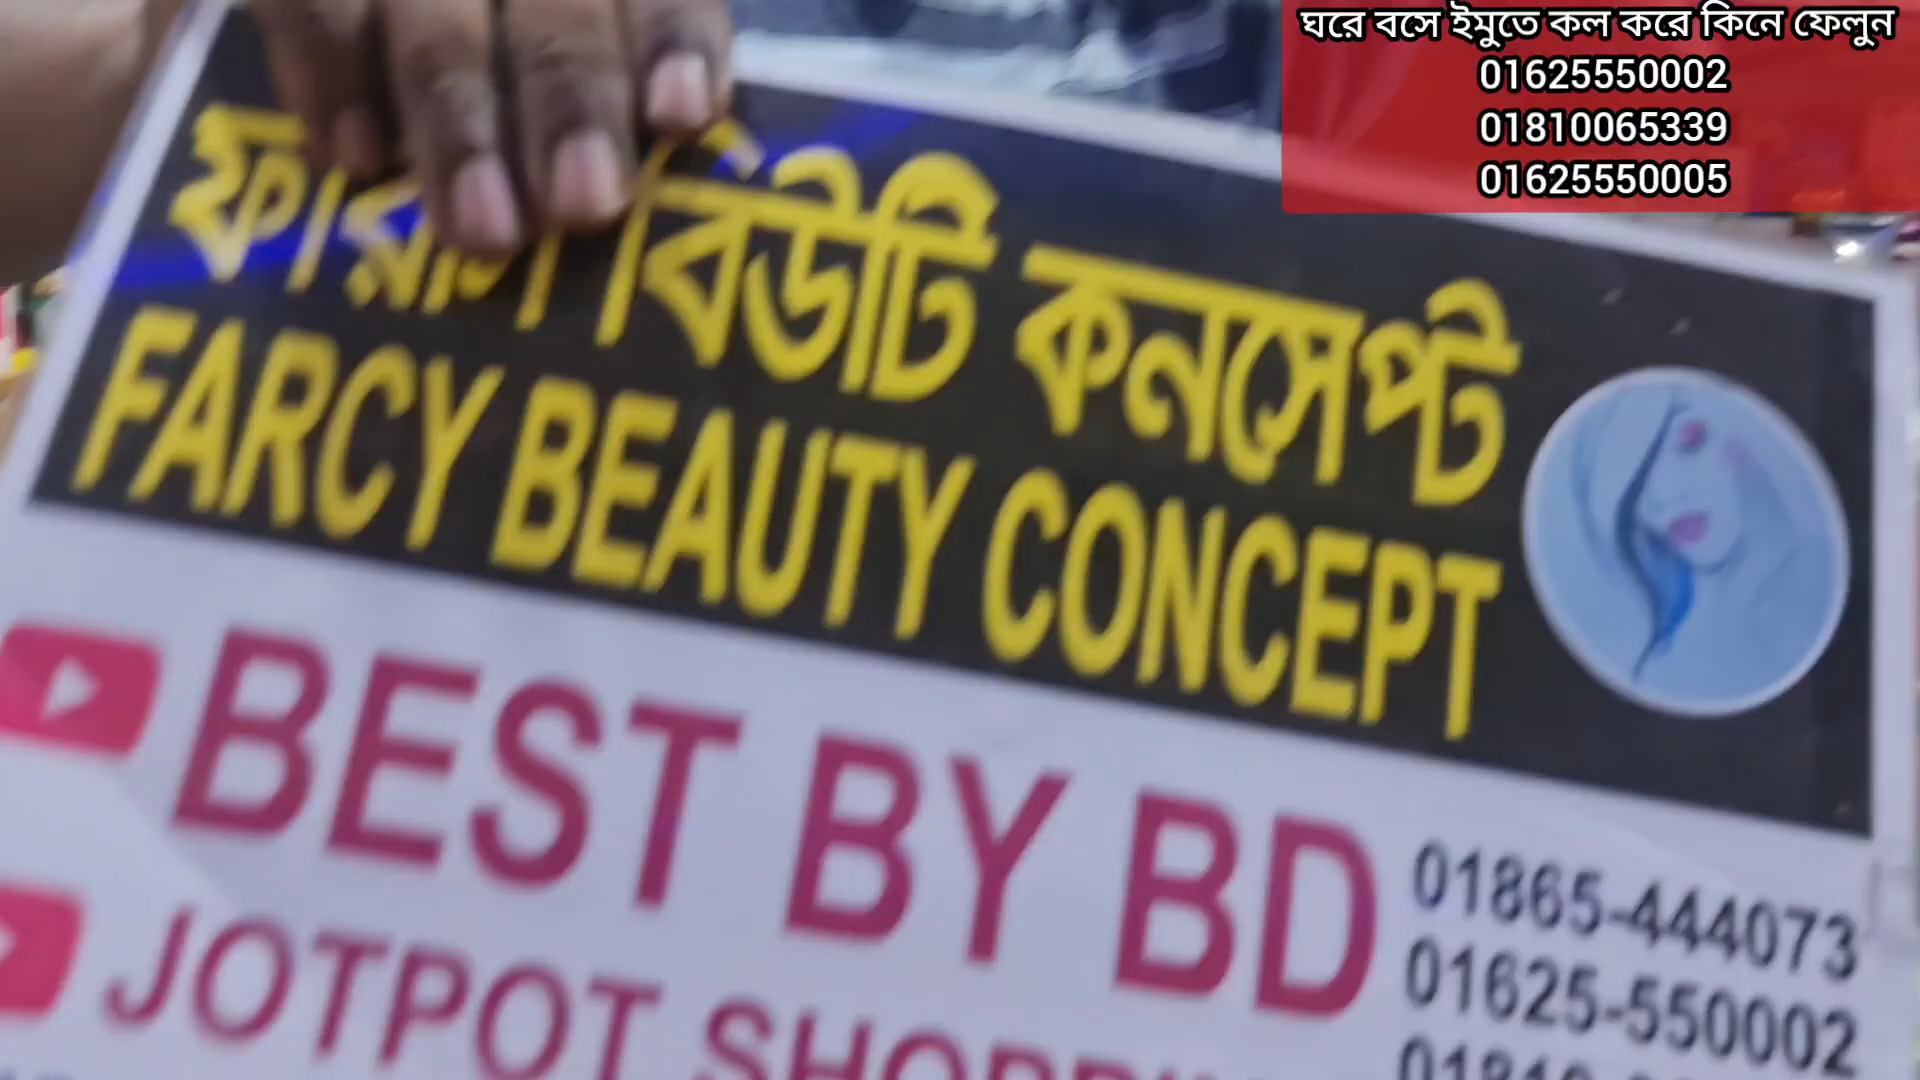 ঘরে বসে ইমুতে কল করে কিনে ফেলুন
01625550002
01810065339
01625550005
বিউটি কনসেপ্ট
FARCY BEAUTY CONCEPT
BEST BY BD
01865-444073
JOTPOT
01625-550002